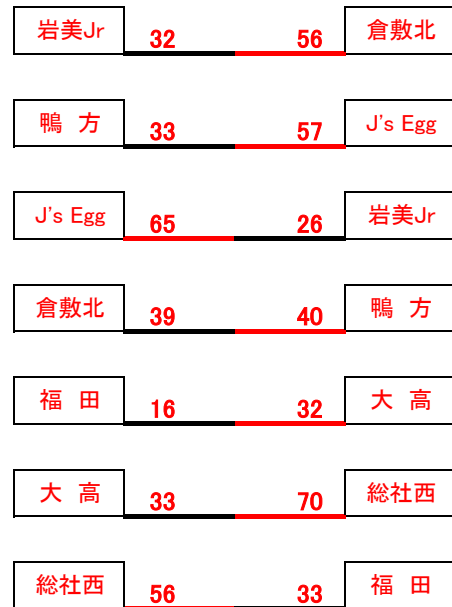 岩美Jr 32 56 倉敷北
鴨 方 33 57 J's Egg
J's Egg 65 26 岩美Jr
倉敷北 39 40 鴨 方
福 田 16 32 大 高
大 高 33 70 総社西
総社西 56 33 福 田